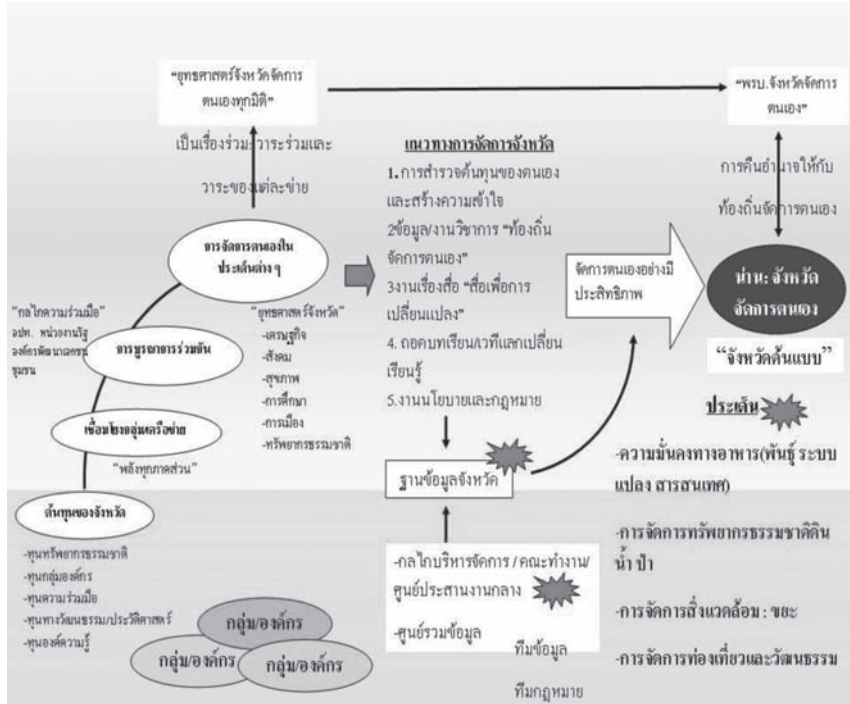 “ยุทธศาสตร์จังหวัดจัดการ
ตนเองทุกมิติ”
“พรบ.จังหวัดจัดการ
ตนเอง”
เป็นเรื่องร่วม: วาระร่วมและ
วาระของแต่ละข่าย
การจัดการตนเองใน
ประเด็นต่าง ๆ
“กลไกความร่วมมือ”
อปท. หน่วยงานรัฐ
องค์กรพัฒนาเอกชน
ชุมชน
การบูรณาการร่วมกัน
เชื่อมโยงกลุ่มเครือข่าย
“พลังทุกภาคส่วน”
ต้นทุนของจังหวัด
-ทุนทรัพยากรธรรมชาติ
-ทุนกลุ่มองค์กร
-ทุนความร่วมมือ
-ทุนทางวัฒนธรรม/ประวัติศาสตร์
-ทุนองค์ความรู้
กลุ่ม/องค์กร
กลุ่ม/องค์กร
กลุ่ม/องค์กร
“ยุทธศาสตร์จังหวัด”
-เศรษฐกิจ
-สังคม
-สุขภาพ
-การศึกษา
-การเมือง
-ทรัพยากรธรรมชาติ
แนวทางการจัดการจังหวัด
1. การสำรวจต้นทุนของตนเอง
และสร้างความเข้าใจ
2ข้อมูล/งานวิชาการ “ท้องถิ่น
จัดการตนเอง”
3งานเรื่องสื่อ “สื่อเพื่อการ
เปลี่ยนแปลง”
4. ถอดบทเรียน/เวทีแลกเปลี่ยน
เรียนรู้
5. งานนโยบายและกฎหมาย
ฐานข้อมูลจังหวัด
-กลไกบริหารจัดการ / คณะทำงาน/
ศูนย์ประสานงานกลาง
-ศูนย์รวมข้อมูล
ทีมข้อมูล
ทีมกฎหมาย
จัดการตนเองอย่างมี
ประสิทธิภาพ
การคืนอำนาจให้กับ
ท้องถิ่นจัดการตนเอง
น่าน: จังหวัด
จัดการตนเอง
“จังหวัดต้นแบบ”
ประเด็น
-ความมั่นคงทางอาหาร(พันธุ์ ระบบ
แปลง สารสนเทศ)
-การจัดการทรัพยากรธรรมชาติดิน
น้ำ ป่า
-การจัดการสิ่งแวดล้อม : ขยะ
-การจัดการท่องเที่ยวและวัฒนธรรม